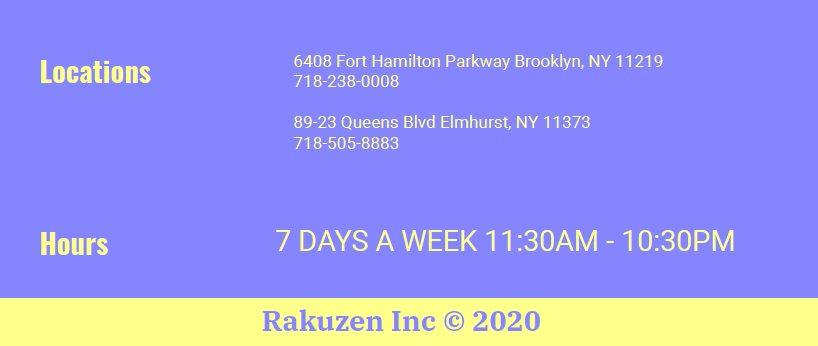 Locations
6408 Fort Hamilton Parkway Brooklyn, NY 11219
718-238-0008
89-23 Queens Blvd Elmhurst, NY 11373
718-505-8883
Hours
7 DAYS A WEEK 11:30AM - 10:30PM
Rakuzen Inc © 2020